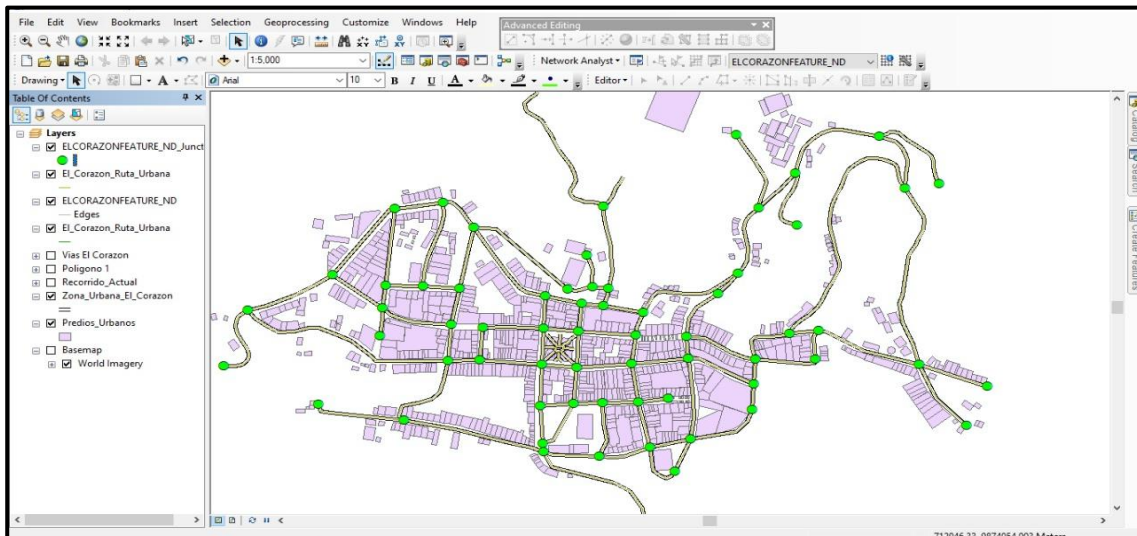 File Edit View Bookmarks Insert Selection Geoprocessing Customize Windows Help
Advanced Editing
1:5,000
Network Analyst
ELCORAZONFEATURE_ND
Drawing
A
Arial
10
B I U A
Editor
Table Of Contents
Layers
ELCORAZONFEATURE_ND_Junct
El_Corazon_Ruta_Urbana
ELCORAZONFEATURE_ND
Edges
El_Corazon_Ruta_Urbana
Vias El Corazon
Poligono 1
Recorrido_Actual
Zona_Urbana_El_Corazon
Predios_Urbanos
Basemap
World Imagery
Catalog
Search
Create Features